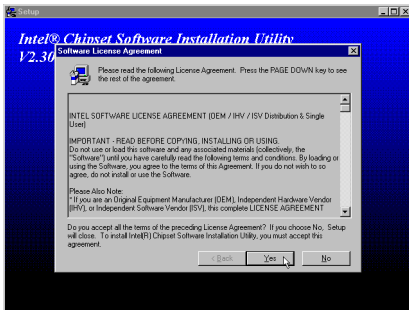 Setup
Intel® Chipset Software Installation Utility
V2.30
Software License Agreement
Please read the following License Agreement. Press the PAGE DOWN key to see
the rest of the agreement.
INTEL SOFTWARE LICENSE AGREEMENT (OEM / IHV / ISV Distribution & Single
User)
IMPORTANT - READ BEFORE COPYING, INSTALLING OR USING.
Do not use or load this software and any associated materials (collectively, the
"Software") until you have carefully read the following terms and conditions. By loading or
using the Software, you agree to the terms of this Agreement. If you do not wish to so
agree, do not install or use the Software.
Please Also Note:
* If you are an Original Equipment Manufacturer (OEM), Independent Hardware Vendor
(IHV), or Independent Software Vendor (ISV), this complete LICENSE AGREEMENT
Do you accept all the terms of the preceding License Agreement? If you choose No, Setup
will close. To install Intel(R) Chipset Software Installation Utility, you must accept this
agreement.
< Back Yes No